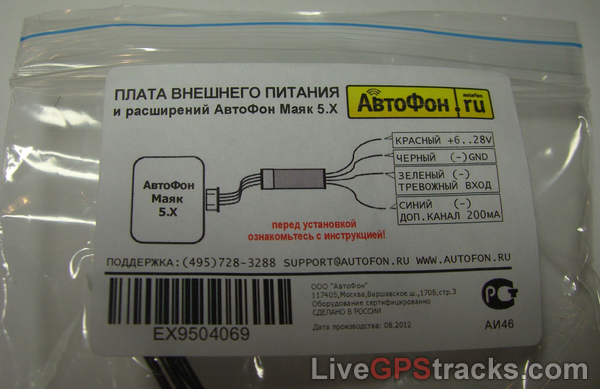 ПЛАТА ВНЕШНЕГО ПИТАНИЯ
и расширений АвтоФон Маяк 5.X
АвтоФон.ru
КРАСНЫЙ +6..28V
ЧЕРНЫЙ (-)GND
ЗЕЛЕНЫЙ (-)
ТРЕВОЖНЫЙ ВХОД
СИНИЙ (-)
ДОП.КАНАЛ 200мА
АвтоФон
Маяк
5.X
перед установкой
ознакомьтесь с инструкцией!
ПОДДЕРЖКА:(495)728-3288 SUPPORT@AUTOFON.RU WWW.AUTOFON.RU
ООО "АвтоФон"
117405,Москва,Варшавское ш.,170Б,стр.3
Оборудование сертифицированно
СДЕЛАНО В РОССИИ
Дата производства: 08.2012
EX9504069
АИ46
LiveGPStracks.com